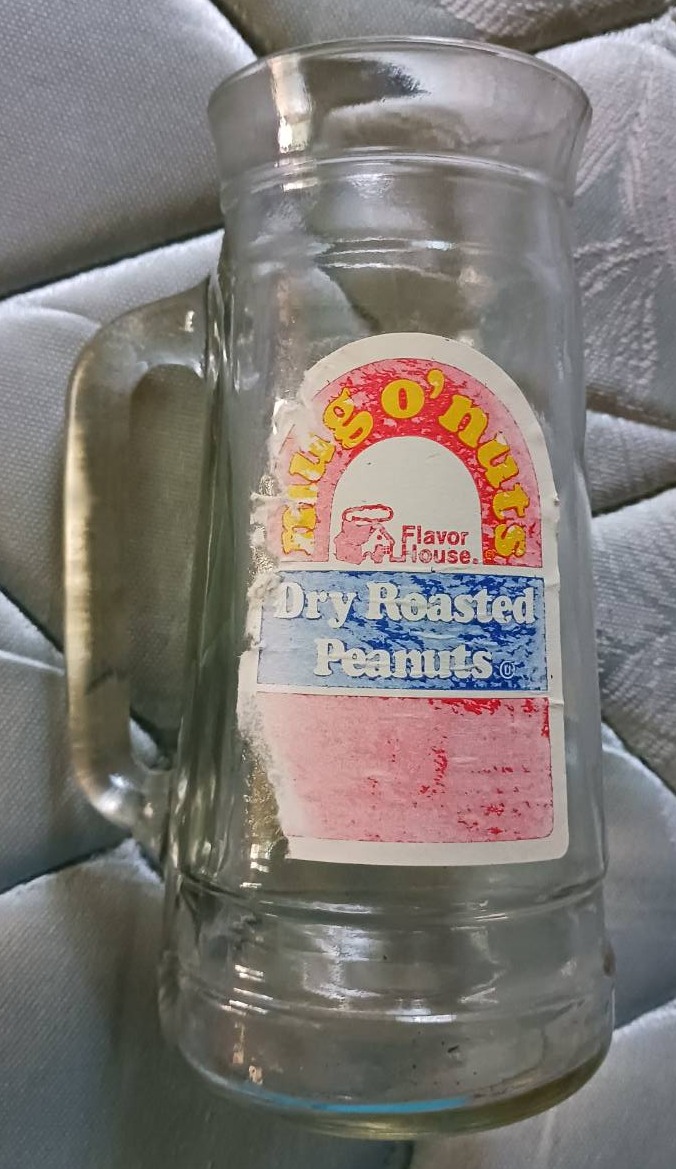 mug o'nuts
Flavor
House.®
Dry Roasted
Peanuts Ⓤ